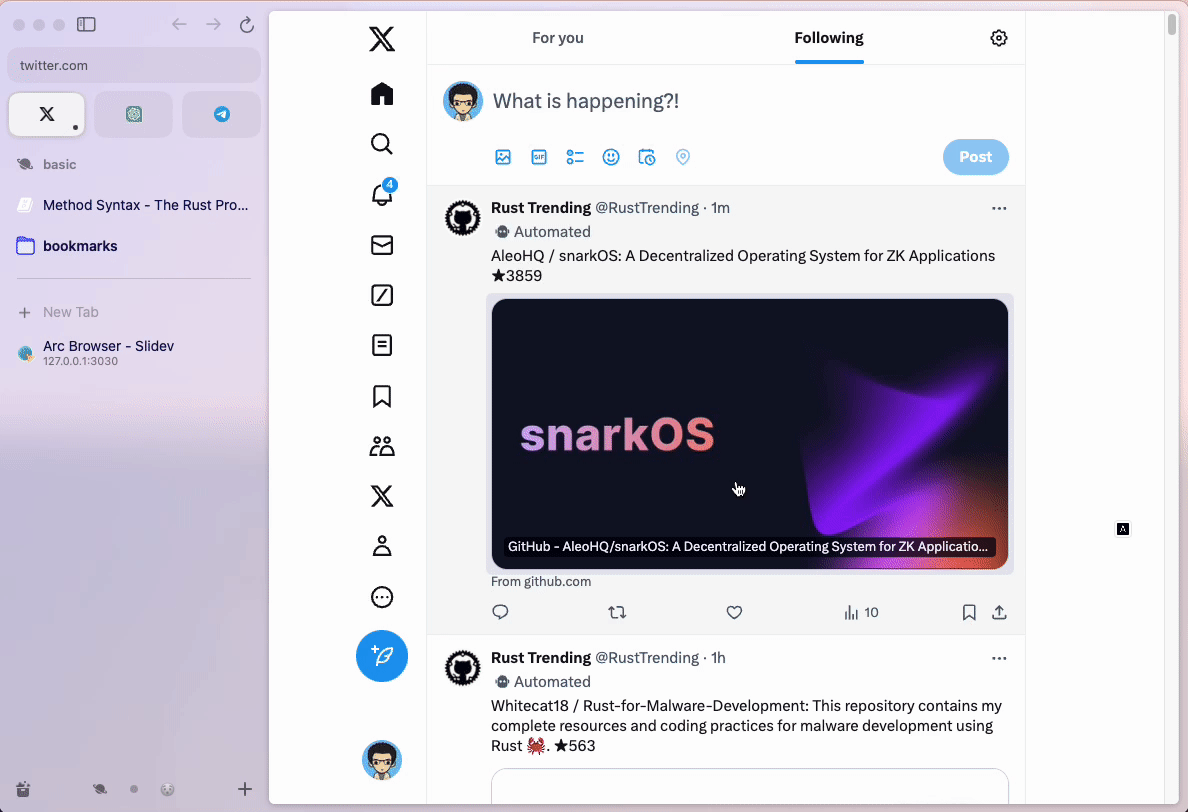 twitter.com
basic
Method Syntax - The Rust Pro...
bookmarks
New Tab
Arc Browser - Slidev
127.0.0.1:3030
For you
Following
What is happening?!
GIF
Post
4
Rust Trending @RustTrending · 1m
Automated
AleoHQ / snarkOS: A Decentralized Operating System for ZK Applications
★3859
snarkOS
GitHub - AleoHQ/snarkOS: A Decentralized Operating System for ZK Applicatio...
From github.com
10
Rust Trending @RustTrending · 1h
Automated
Whitecat18 / Rust-for-Malware-Development: This repository contains my
complete resources and coding practices for malware development using
Rust 🦀. ★563
A